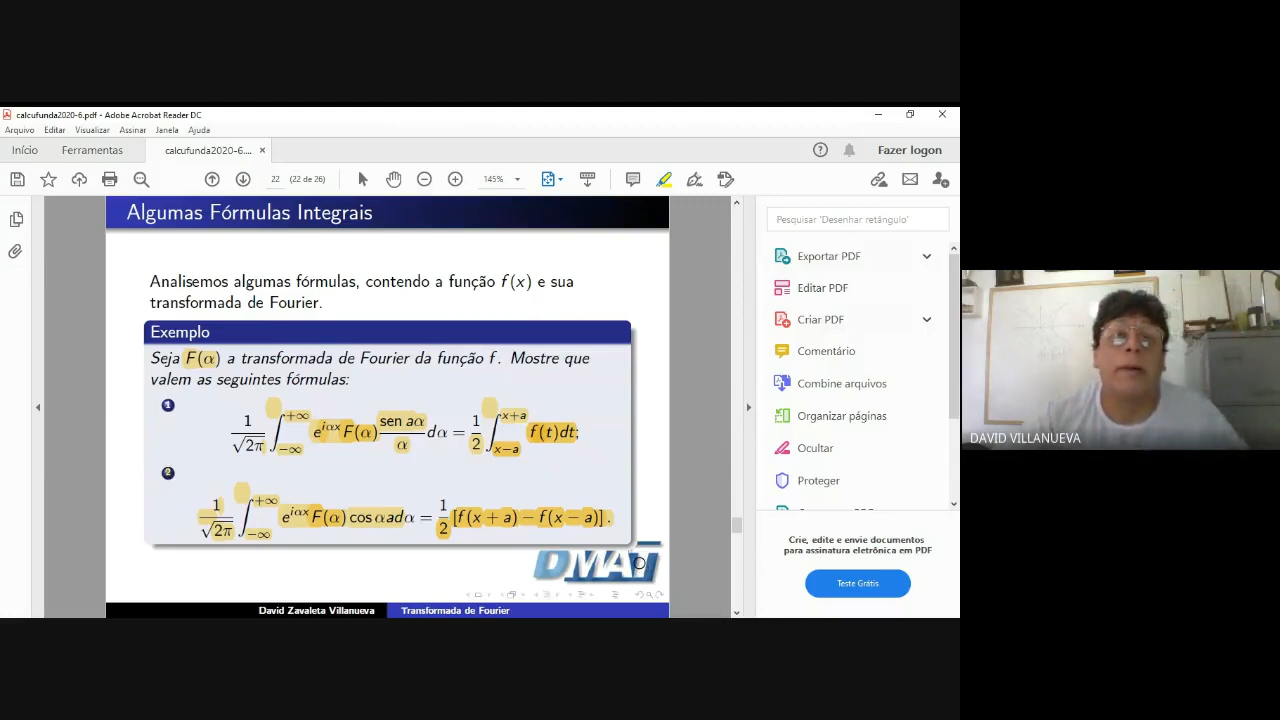 calcufunda2020-6.pdf - Adobe Acrobat Reader DC
Arquivo Editar Visualizar Assinar Janela Ajuda
Início Ferramentas calcufunda2020-6.... × Fazer logon
22 (22 de 26) 145%
Algumas Fórmulas Integrais
Analisemos algumas fórmulas, contendo a função f(x) e sua
transformada de Fourier.
Exemplo
Seja F(α) a transformada de Fourier da função f. Mostre que
valem as seguintes fórmulas:
1
1/√2π ∫_{−∞}^{+∞} e^{iαx} F(α) sen aα/α dα = 1/2 ∫_{x−a}^{x+a} f(t)dt;
2
1/√2π ∫_{−∞}^{+∞} e^{iαx} F(α) cos αadα = 1/2 [f(x + a) − f(x − a)].
DMAT
David Zavaleta Villanueva Transformada de Fourier
Pesquisar 'Desenhar retângulo'
Exportar PDF
Editar PDF
Criar PDF
Comentário
Combine arquivos
Organizar páginas
Ocultar
Proteger
Crie, edite e envie documentos
para assinatura eletrônica em PDF
Teste Grátis
DAVID VILLANUEVA